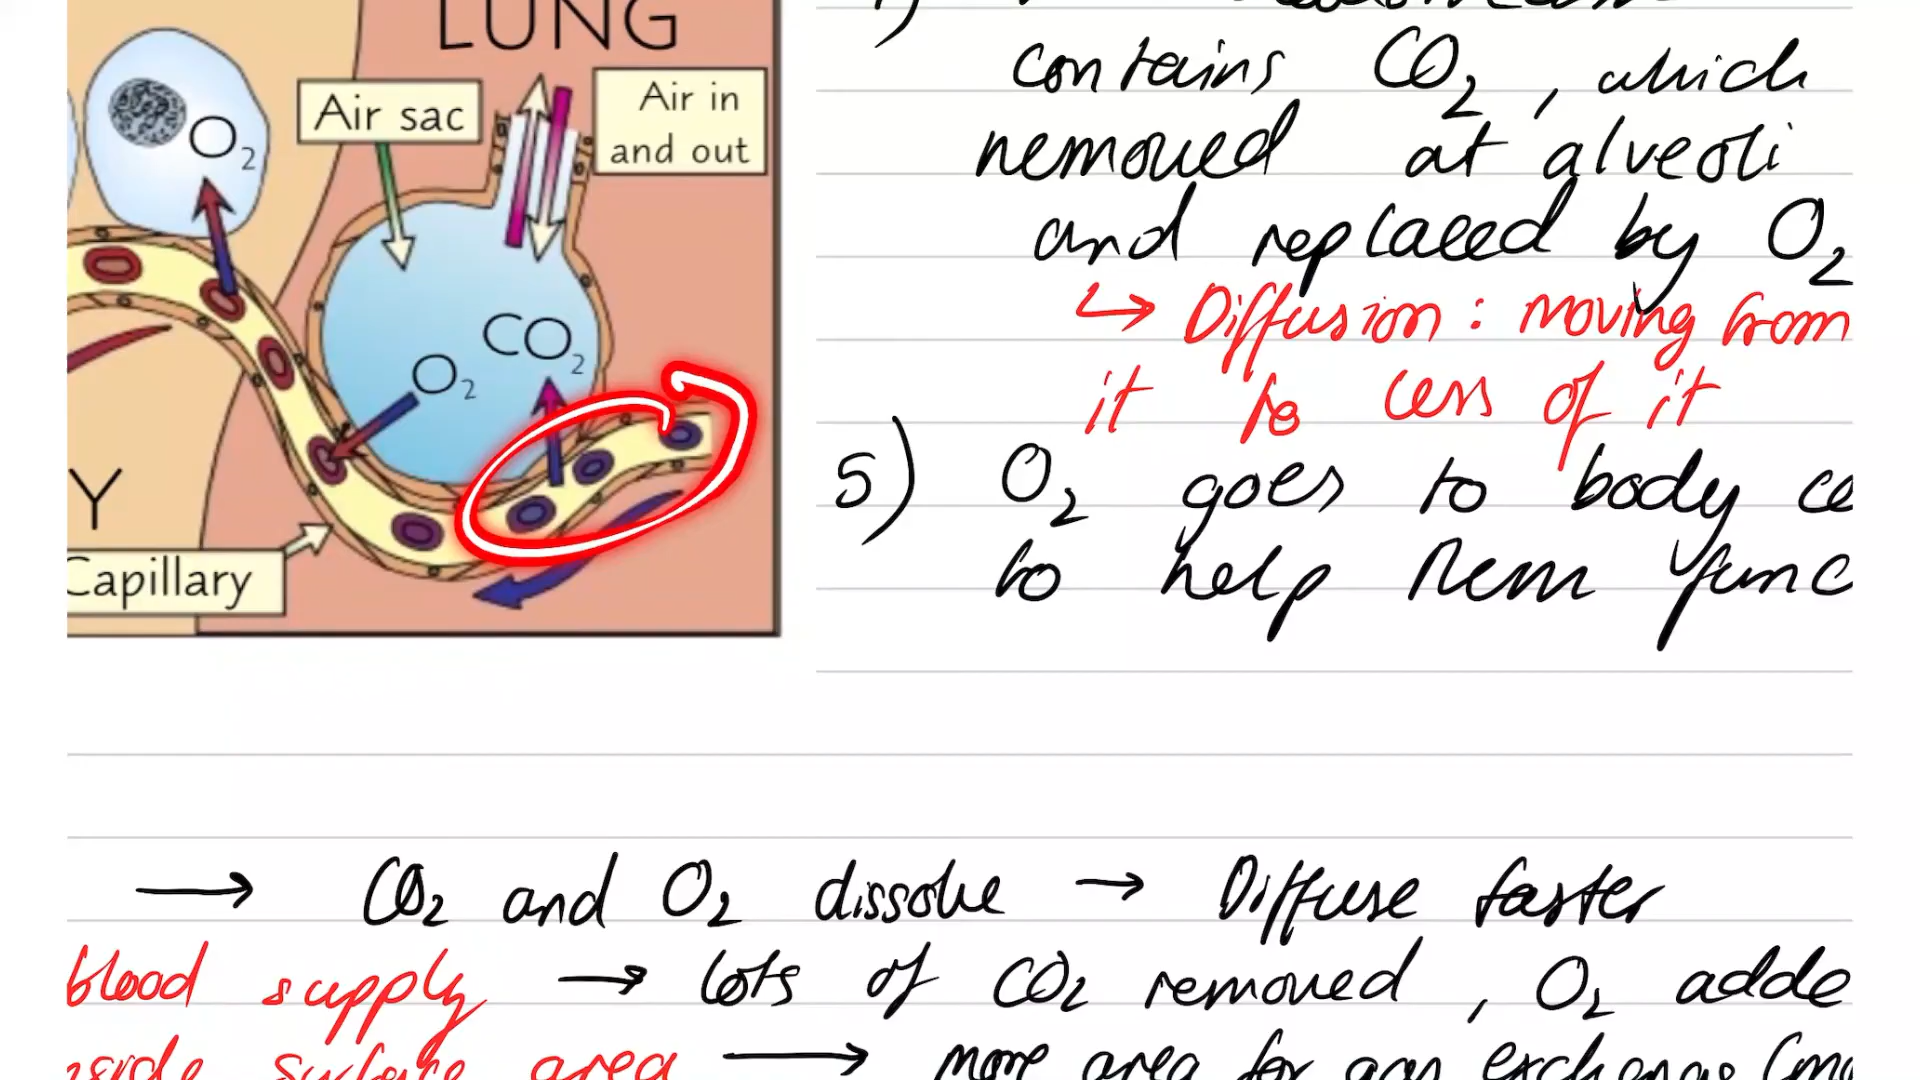 LUNG
O2
Air sac
Air in
and out
CO2
O2
Y
Capillary
contains CO2, which
removed at alveoli
and replaced by O2
↳ Diffusion: moving from
it to less of it
5) O2 goes to body ce
to help them func
→ CO2 and O2 dissolve → Diffuse faster
blood supply → lots of CO2 removed, O2 adde
nside surface area → more area for gas exchange (mo